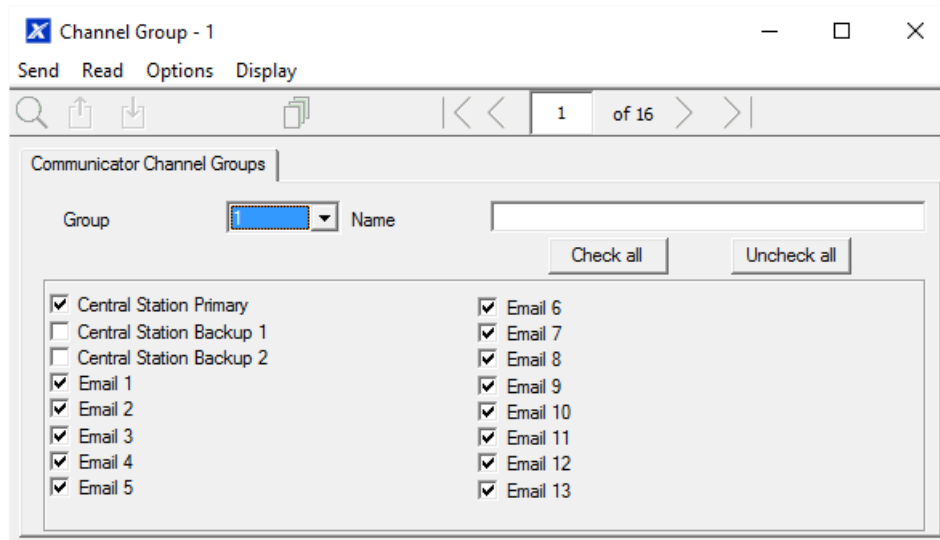 Channel Group - 1
Send Read Options Display
1 of 16
Communicator Channel Groups
Group 1 Name
Check all Uncheck all
Central Station Primary
Central Station Backup 1
Central Station Backup 2
Email 1
Email 2
Email 3
Email 4
Email 5
Email 6
Email 7
Email 8
Email 9
Email 10
Email 11
Email 12
Email 13